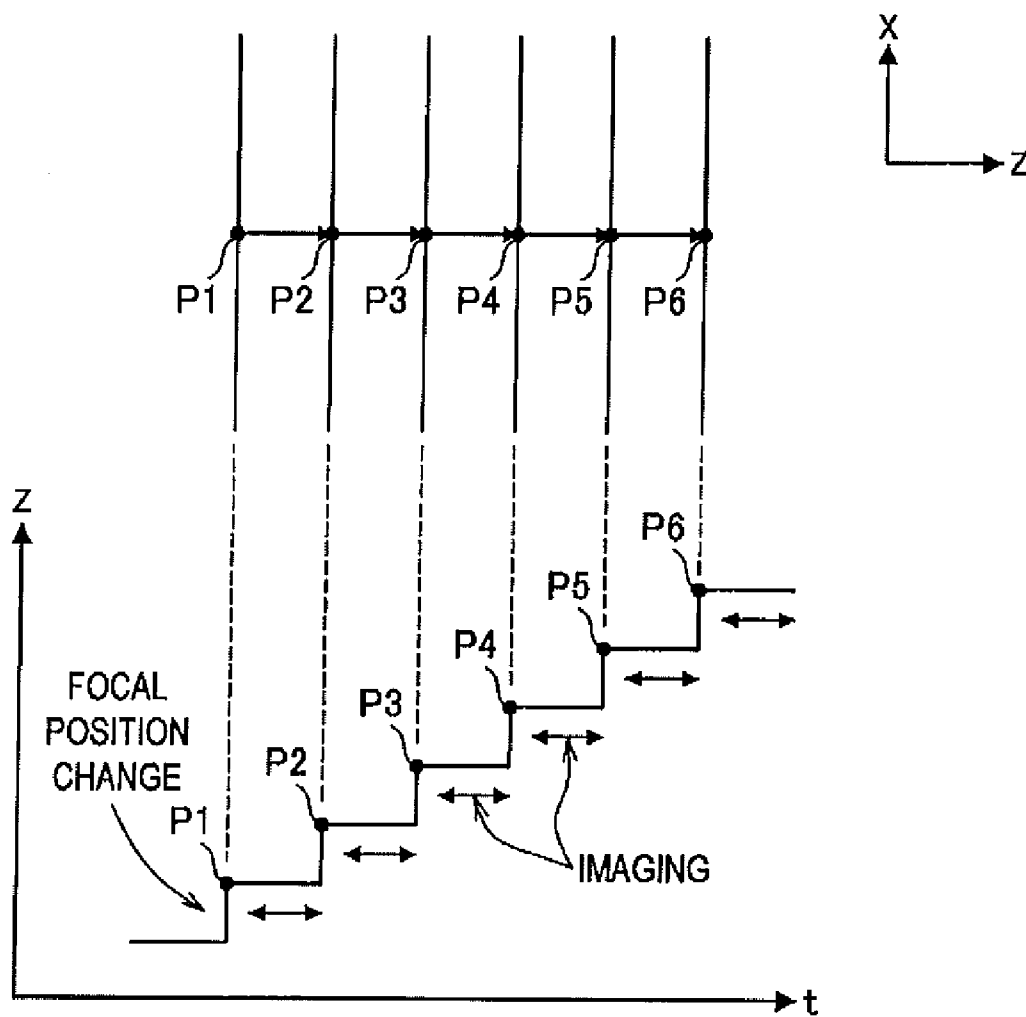 X
Z
P1 P2 P3 P4 P5 P6
Z
P6
P5
P4
FOCAL
POSITION
CHANGE
P3
P2
P1
IMAGING
t